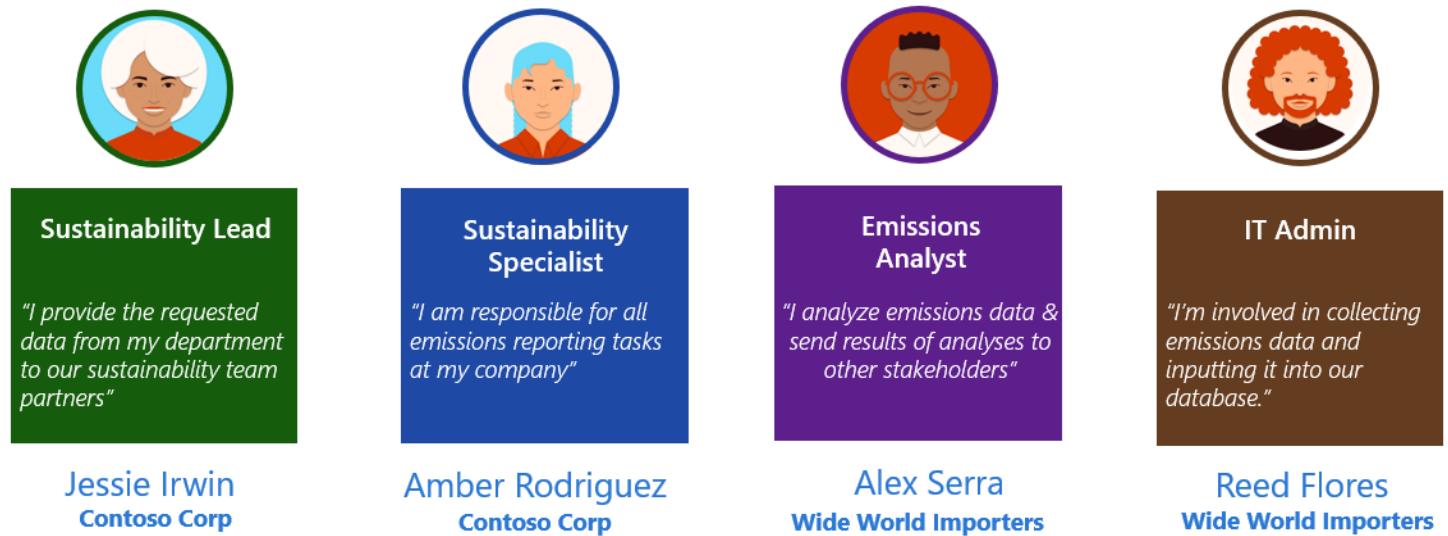 Sustainability Lead
“I provide the requested
data from my department
to our sustainability team
partners”
Jessie Irwin
Contoso Corp
Sustainability
Specialist
“I am responsible for all
emissions reporting tasks
at my company”
Amber Rodriguez
Contoso Corp
Emissions
Analyst
“I analyze emissions data &
send results of analyses to
other stakeholders”
Alex Serra
Wide World Importers
IT Admin
“I’m involved in collecting
emissions data and
inputting it into our
database.”
Reed Flores
Wide World Importers